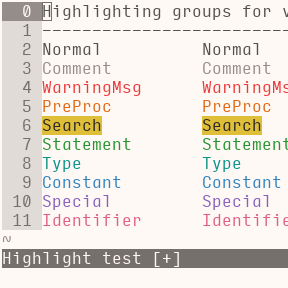 0 Highlighting groups for v
1 --------------------------
2 Normal Normal
3 Comment Comment
4 WarningMsg WarningMs
5 PreProc PreProc
6 Search Search
7 Statement Statement
8 Type Type
9 Constant Constant
10 Special Special
11 Identifier Identifie
~
Highlight test [+]